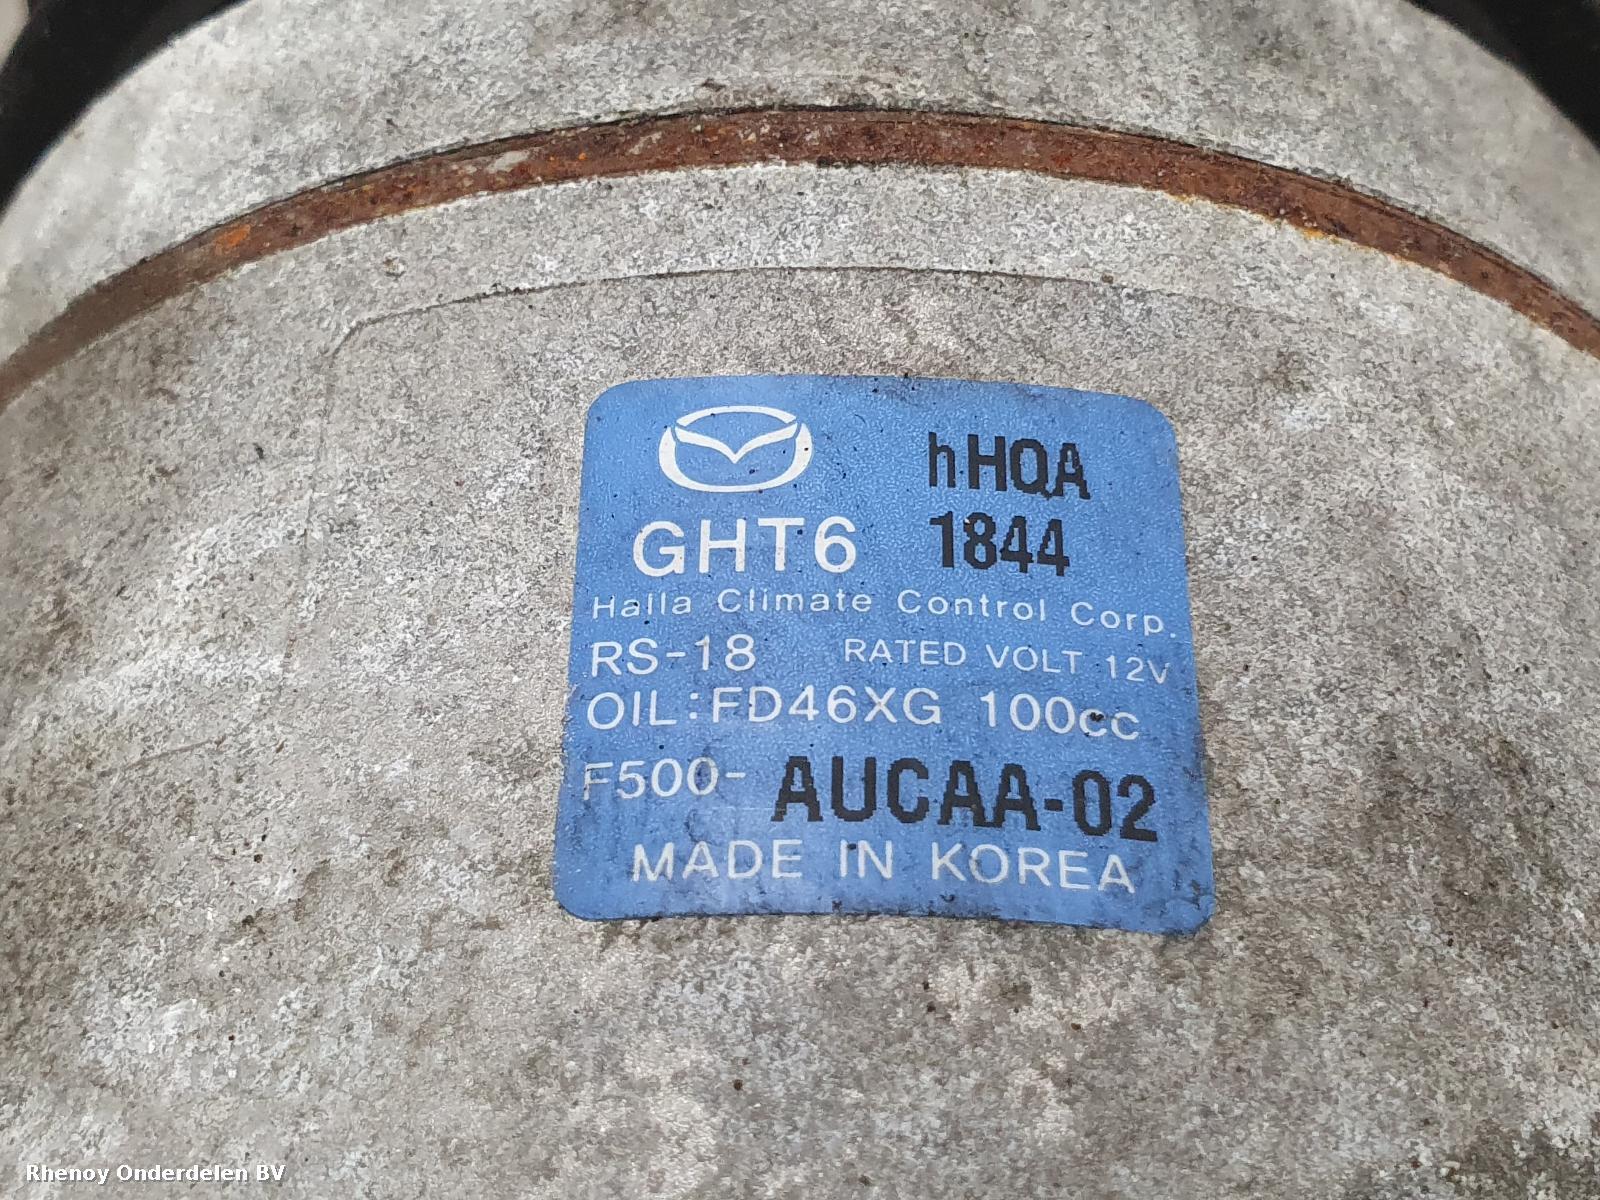 hHQA
GHT6 1844
Halla Climate Control Corp.
RS-18 RATED VOLT 12V
OIL:FD46XG 100cc
F500-AUCAA-02
MADE IN KOREA
Rhenoy Onderdelen BV